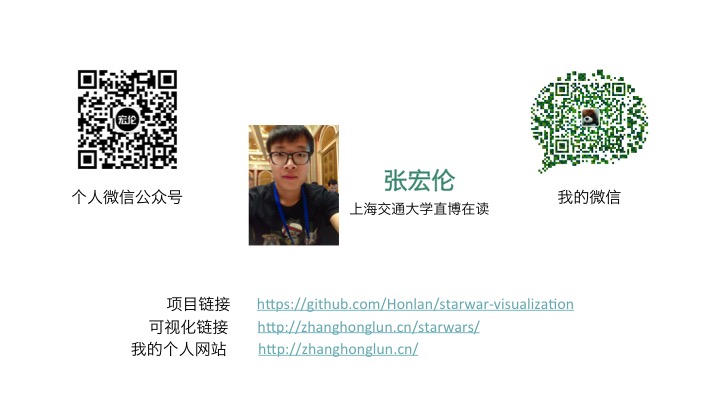 宏伦
个人微信公众号
张宏伦
上海交通大学直博在读
我的微信
项目链接 https://github.com/Honlan/starwar-visualization
可视化链接 http://zhanghonglun.cn/starwars/
我的个人网站 http://zhanghonglun.cn/